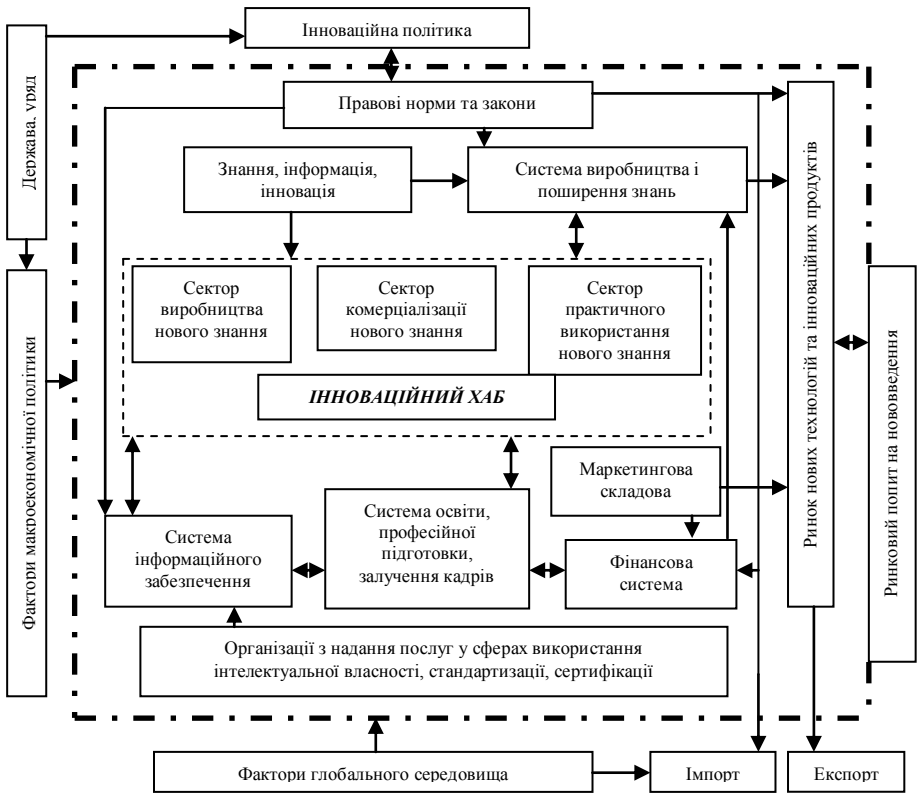 Інноваційна політика
Держава, уряд
Правові норми та закони
Знання, інформація,
інновація
Система виробництва і
поширення знань
Сектор
виробництва
нового знання
Сектор
комерціалізації
нового знання
Сектор
практичного
використання
нового знання
ІННОВАЦІЙНИЙ ХАБ
Фактори макроекономічної політики
Ринок нових технологій та інноваційних продуктів
Ринковий попит на нововведення
Маркетингова
складова
Система
інформаційного
забезпечення
Система освіти,
професійної
підготовки,
залучення кадрів
Фінансова
система
Організації з надання послуг у сферах використання
інтелектуальної власності, стандартизації, сертифікації
Фактори глобального середовища
Імпорт
Експорт